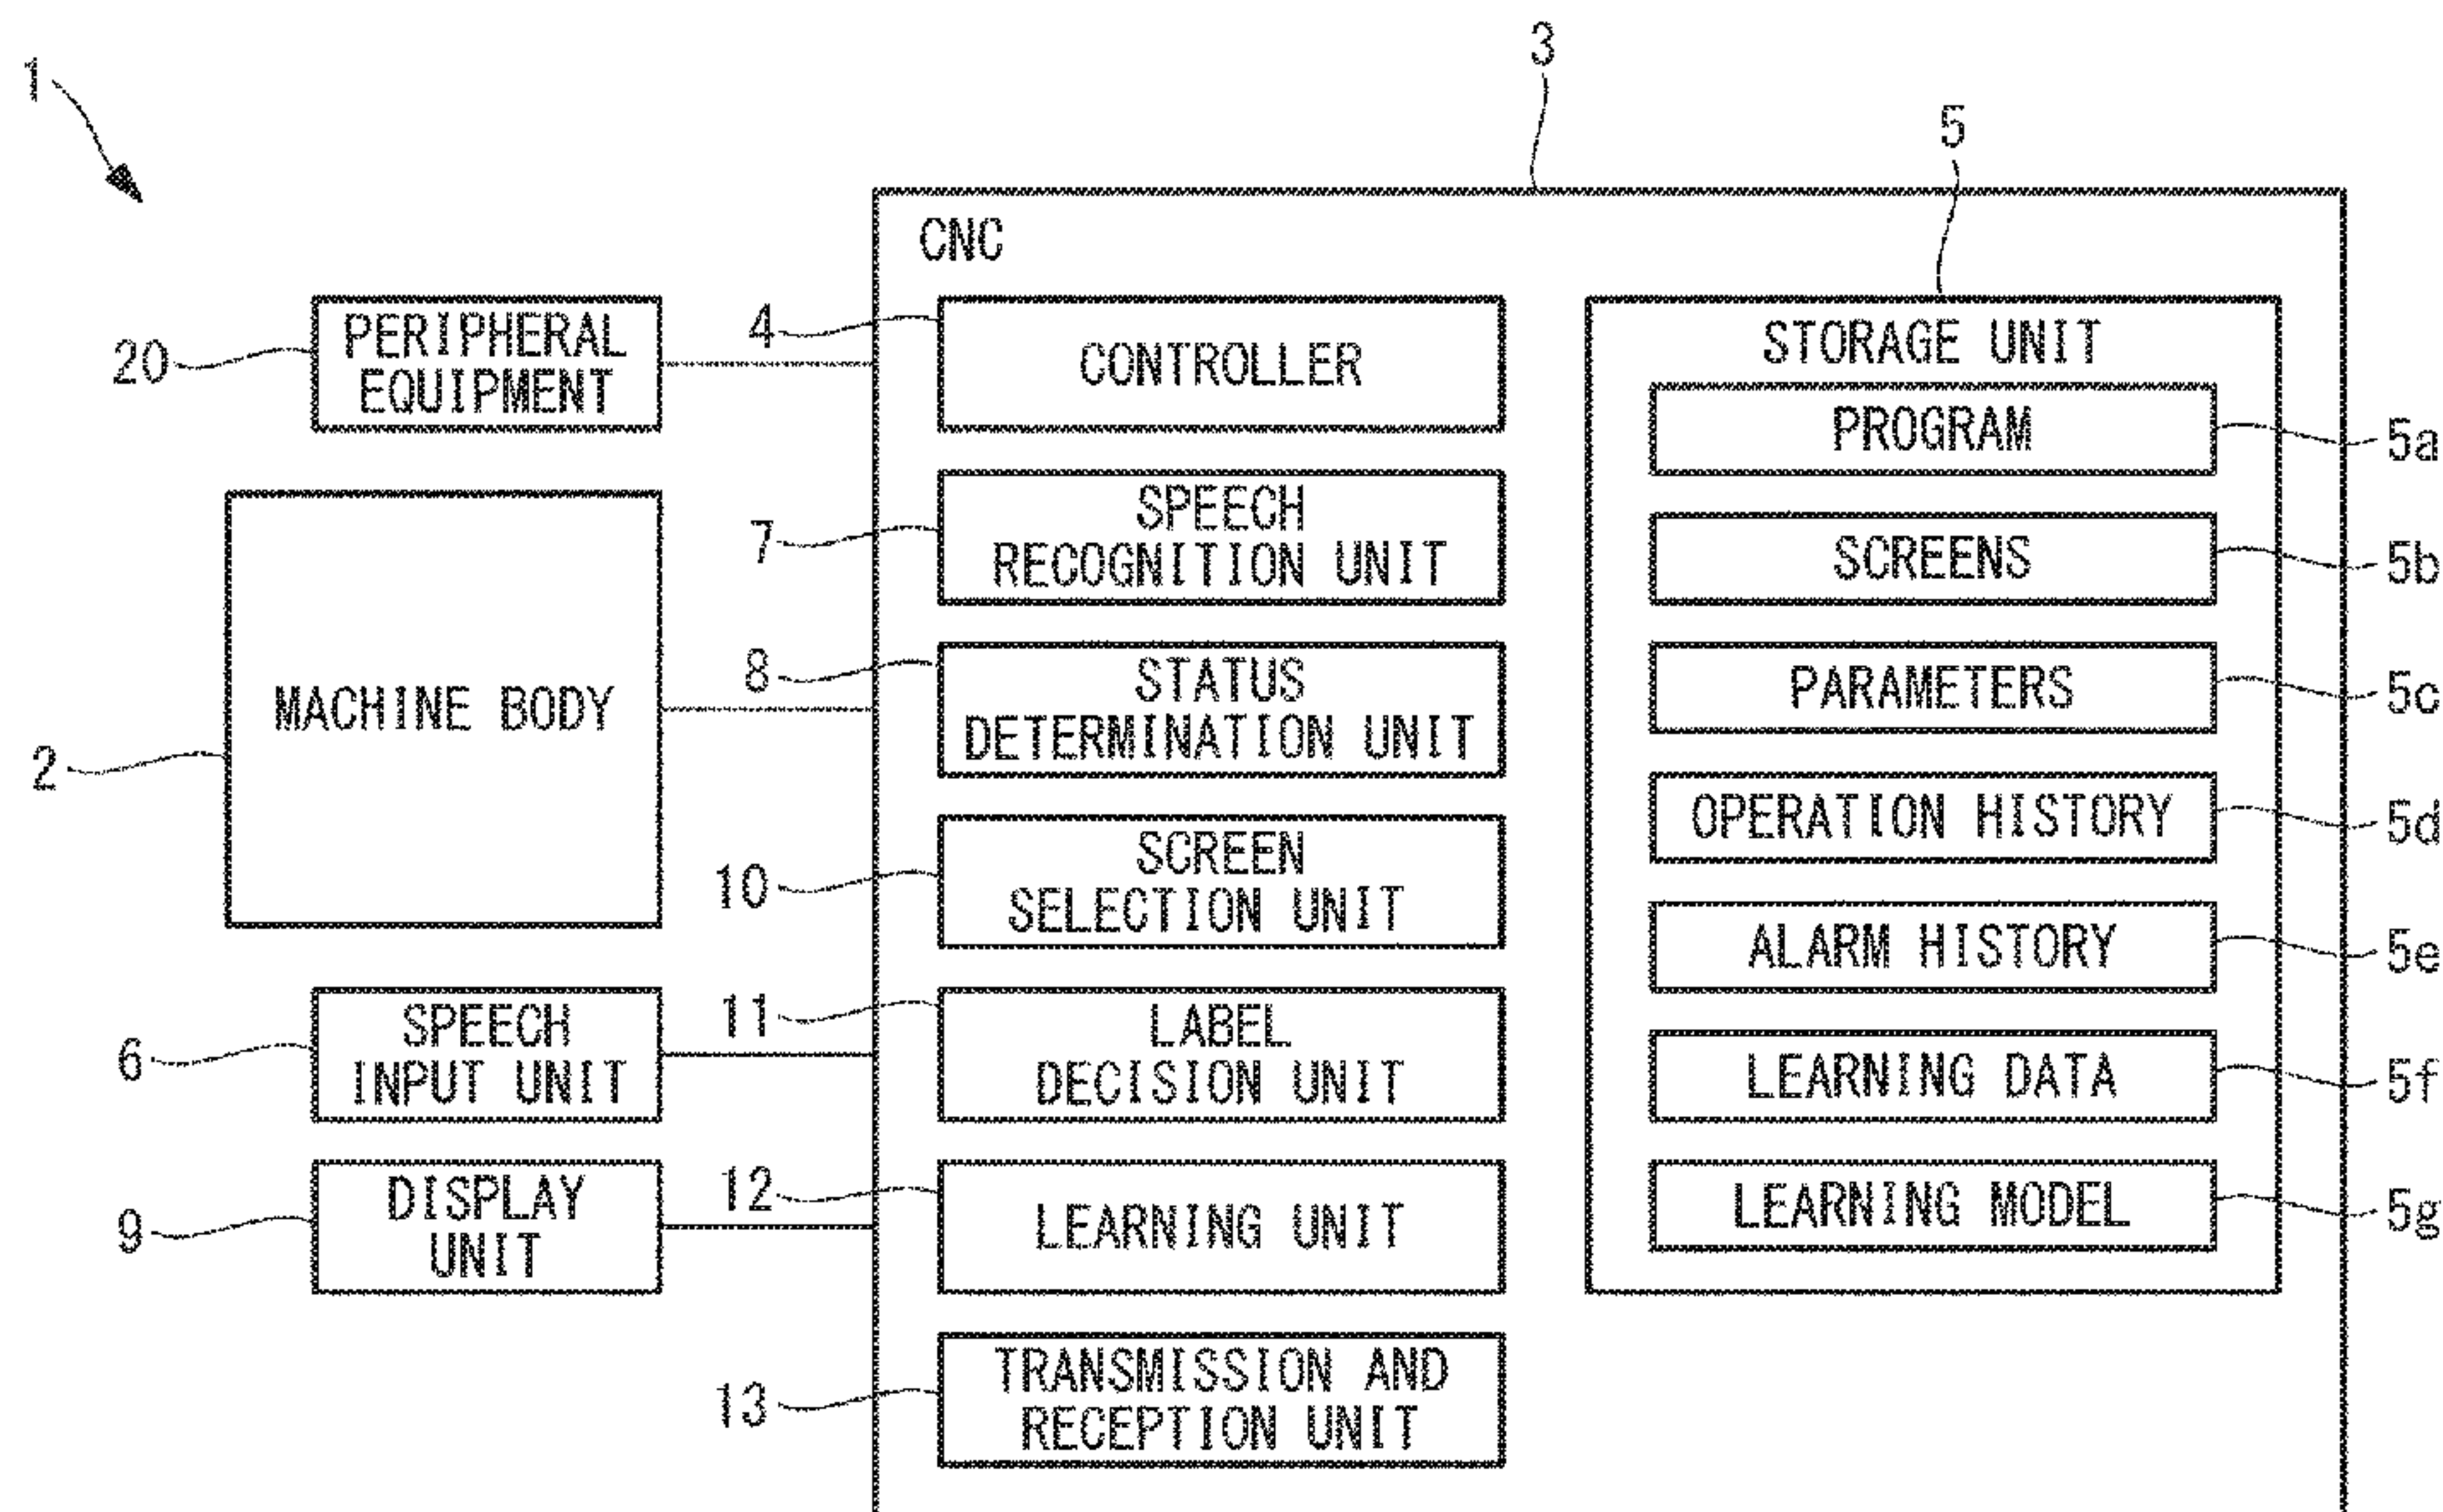 1
3
5
CNC
20
PERIPHERAL
EQUIPMENT
2
MACHINE BODY
6
SPEECH
INPUT UNIT
9
DISPLAY
UNIT
4
CONTROLLER
7
SPEECH
RECOGNITION UNIT
8
STATUS
DETERMINATION UNIT
10
SCREEN
SELECTION UNIT
11
LABEL
DECISION UNIT
12
LEARNING UNIT
13
TRANSMISSION AND
RECEPTION UNIT
STORAGE UNIT
PROGRAM
5a
SCREENS
5b
PARAMETERS
5c
OPERATION HISTORY
5d
ALARM HISTORY
5e
LEARNING DATA
5f
LEARNING MODEL
5g